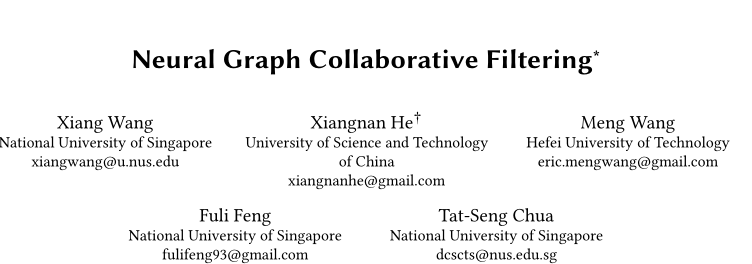 Neural Graph Collaborative Filtering*
Xiang Wang
National University of Singapore
xiangwang@u.nus.edu
Xiangnan He†
University of Science and Technology
of China
xiangnanhe@gmail.com
Meng Wang
Hefei University of Technology
eric.mengwang@gmail.com
Fuli Feng
National University of Singapore
fulifeng93@gmail.com
Tat-Seng Chua
National University of Singapore
dcscts@nus.edu.sg